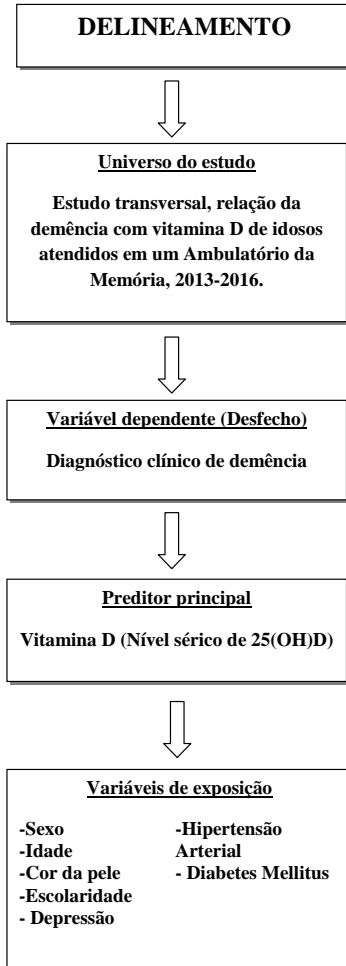 DELINEAMENTO
Universo do estudo
Estudo transversal, relação da
demência com vitamina D de idosos
atendidos em um Ambulatório da
Memória, 2013-2016.
Variável dependente (Desfecho)
Diagnóstico clínico de demência
Preditor principal
Vitamina D (Nível sérico de 25(OH)D)
Variáveis de exposição
-Sexo
-Idade
-Cor da pele
-Escolaridade
- Depressão
-Hipertensão
Arterial
- Diabetes Mellitus